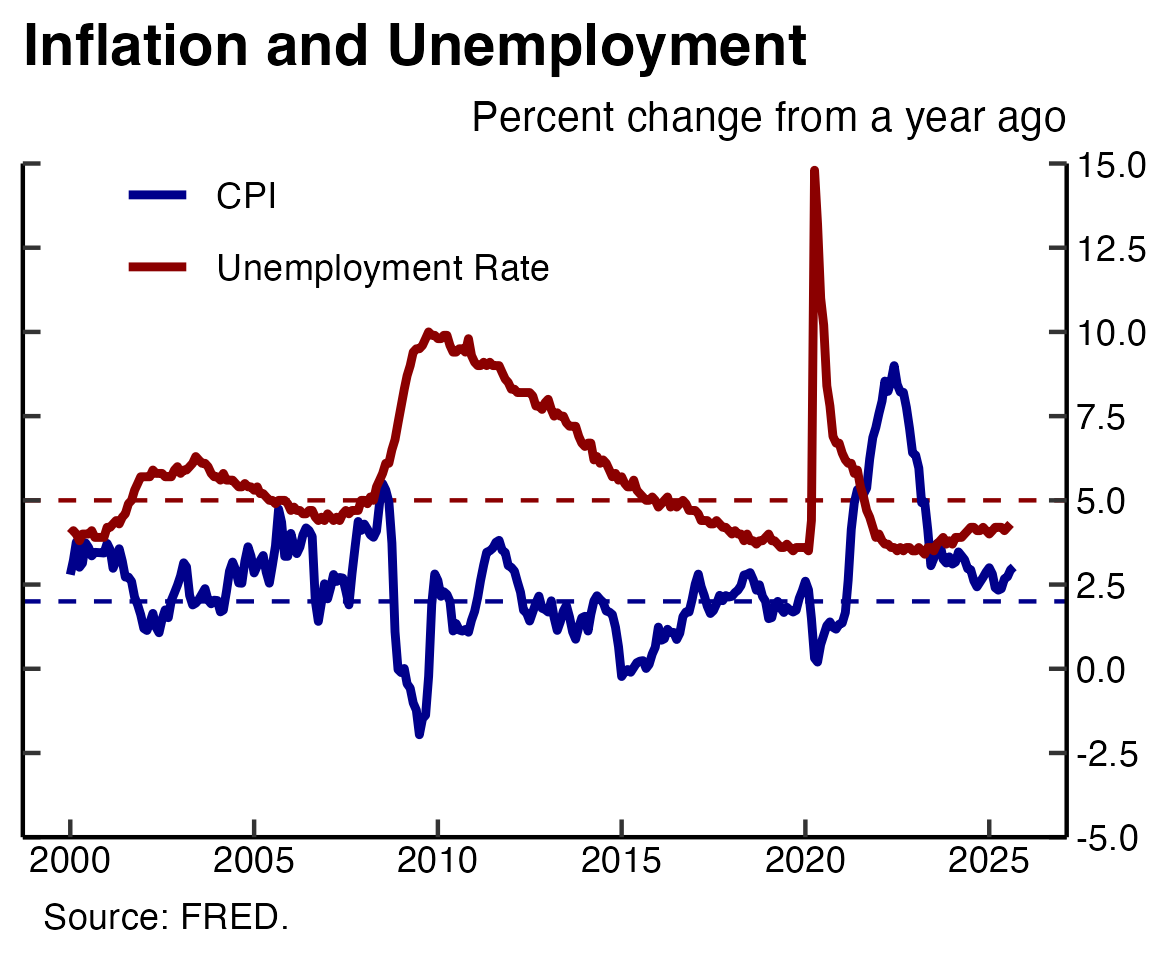 Inflation and Unemployment
Percent change from a year ago
CPI
Unemployment Rate
15.0
12.5
10.0
7.5
5.0
2.5
0.0
-2.5
-5.0
2000 2005 2010 2015 2020 2025
Source: FRED.